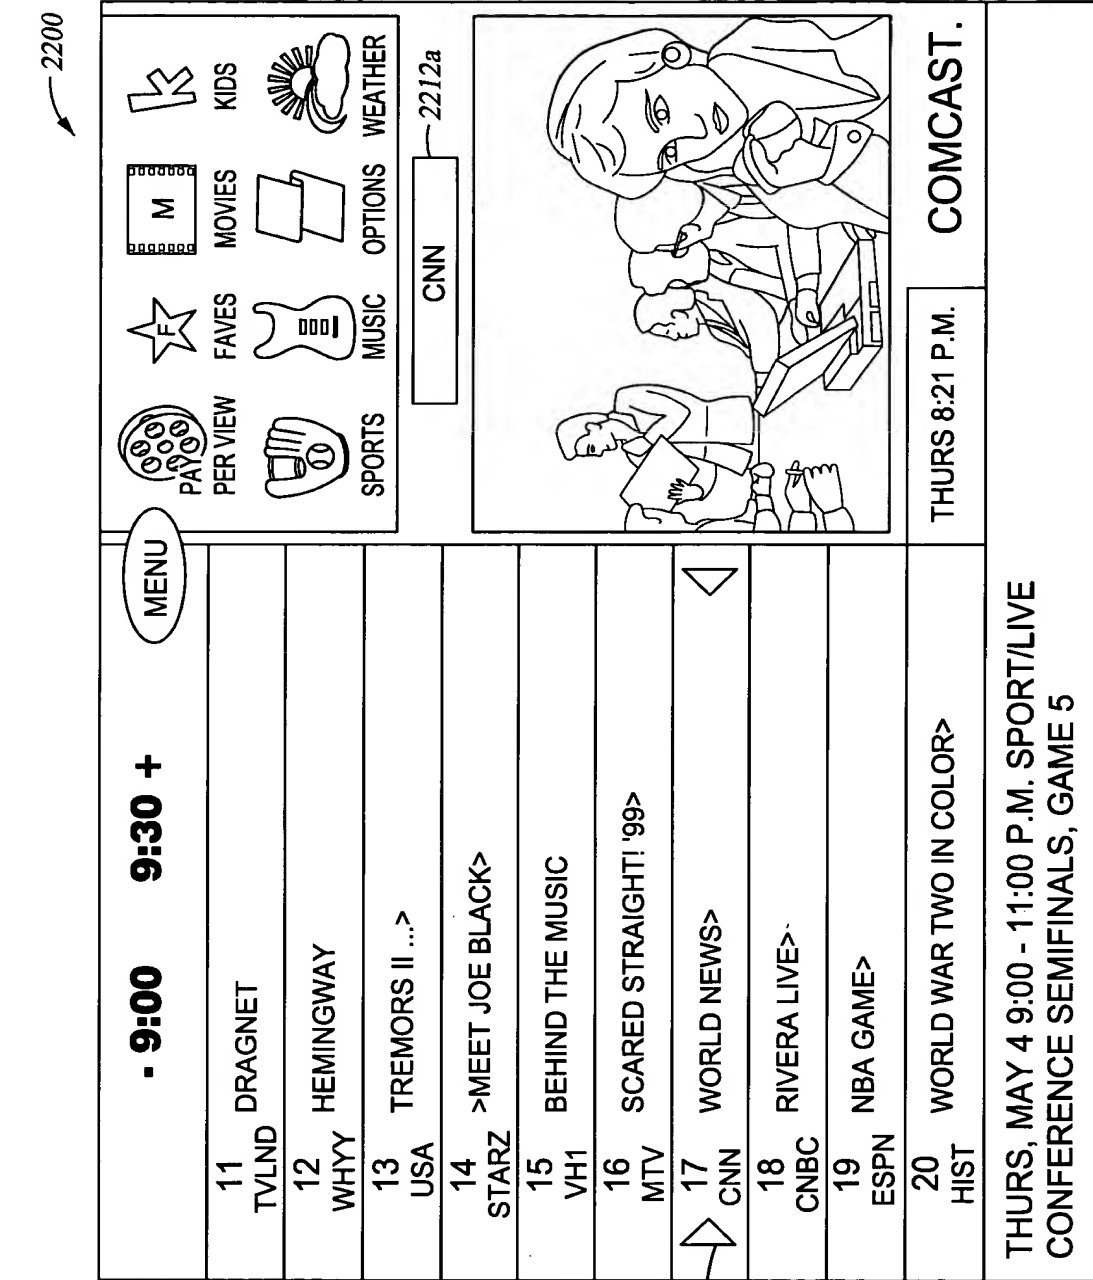 2200
- 9:00 9:30 +
MENU
11 DRAGNET
TVLND
12 HEMINGWAY
WHYY
13 TREMORS II ...>
USA
14 >MEET JOE BLACK>
STARZ
15 BEHIND THE MUSIC
VH1
16 SCARED STRAIGHT! '99>
MTV
17 WORLD NEWS>
CNN
18 RIVERA LIVE>
CNBC
19 NBA GAME>
ESPN
20 WORLD WAR TWO IN COLOR>
HIST
PAY
PER VIEW
F
FAVES
M
MOVIES
k
KIDS
SPORTS
MUSIC
OPTIONS
WEATHER
CNN
2212a
THURS 8:21 P.M.
COMCAST.
THURS, MAY 4 9:00 - 11:00 P.M. SPORT/LIVE
CONFERENCE SEMIFINALS, GAME 5